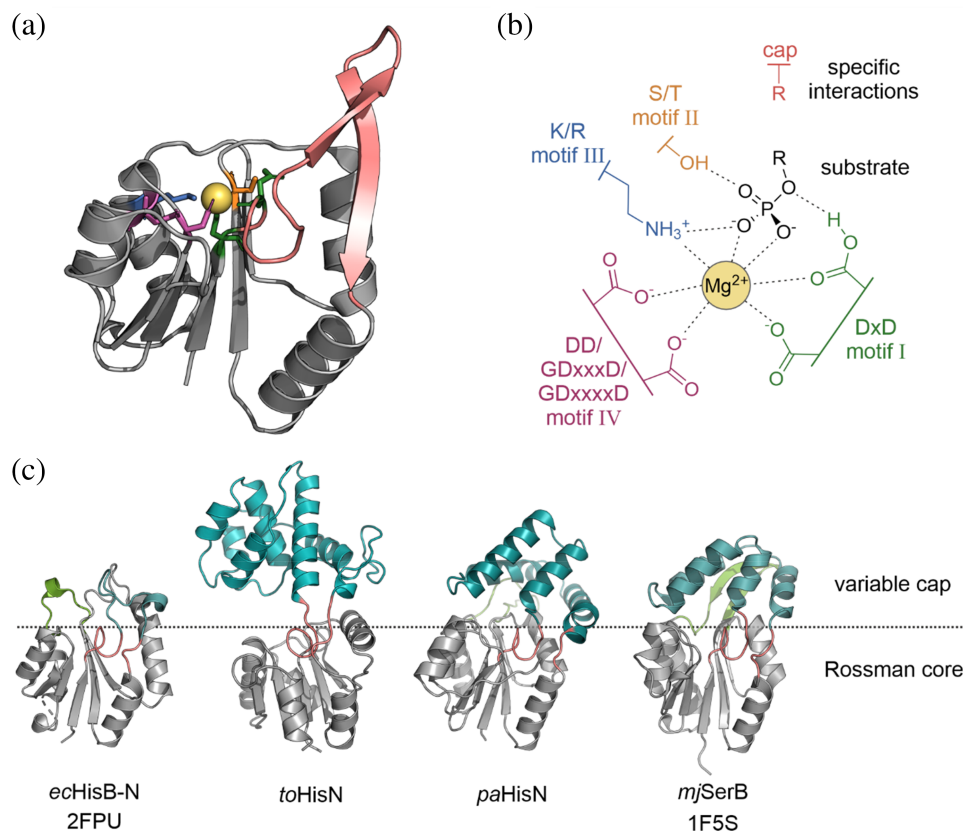 (a)
(b)
cap
R
specific
interactions
S/T
motif II
OH
K/R
motif III
NH3+
R
O
O
P
O-
O-
substrate
H
O
O
Mg2+
O
O-
O-
O
-O
O
DxD
motif I
DD/
GDxxxD/
GDxxxxD
motif IV
(c)
variable cap
Rossman core
ecHisB-N
2FPU
toHisN
paHisN
mjSerB
1F5S